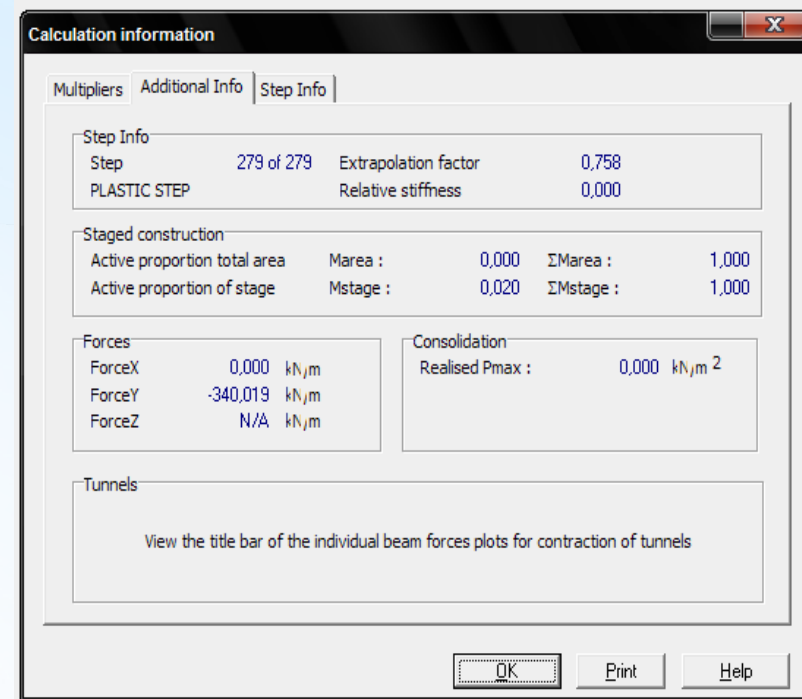 Calculation information
X
Multipliers Additional Info Step Info
Step Info
Step 279 of 279 Extrapolation factor 0,758
PLASTIC STEP Relative stiffness 0,000
Staged construction
Active proportion total area Marea : 0,000 ΣMarea : 1,000
Active proportion of stage Mstage : 0,020 ΣMstage : 1,000
Forces
ForceX 0,000 kN/m
ForceY -340,019 kN/m
ForceZ N/A kN/m
Consolidation
Realised Pmax : 0,000 kN/m 2
Tunnels
View the title bar of the individual beam forces plots for contraction of tunnels
OK Print Help